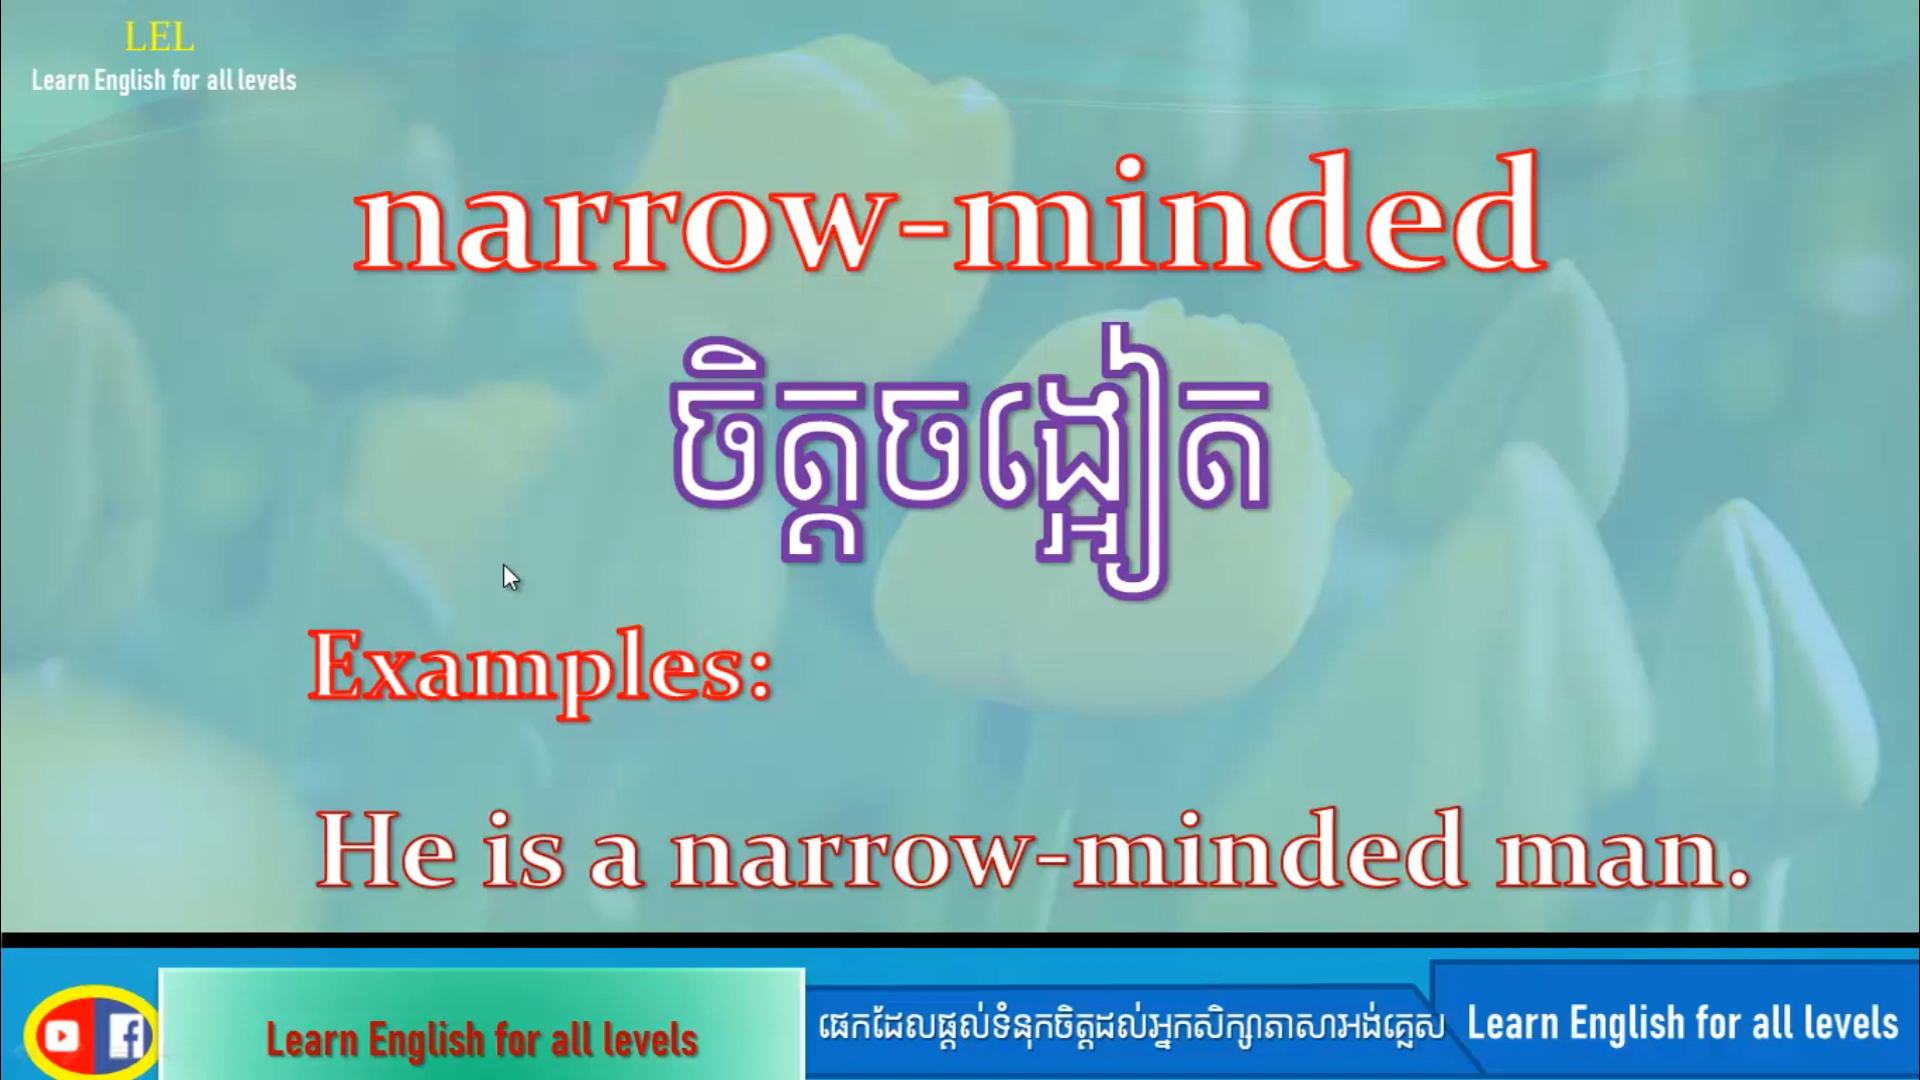 LEL
Learn English for all levels
narrow-minded
ចិត្តចង្អៀត
Examples:
He is a narrow-minded man.
Learn English for all levels
ផេកដែលផ្តល់ទំនុកចិត្តដល់អ្នកសិក្សាភាសាអង់គ្លេស
Learn English for all levels